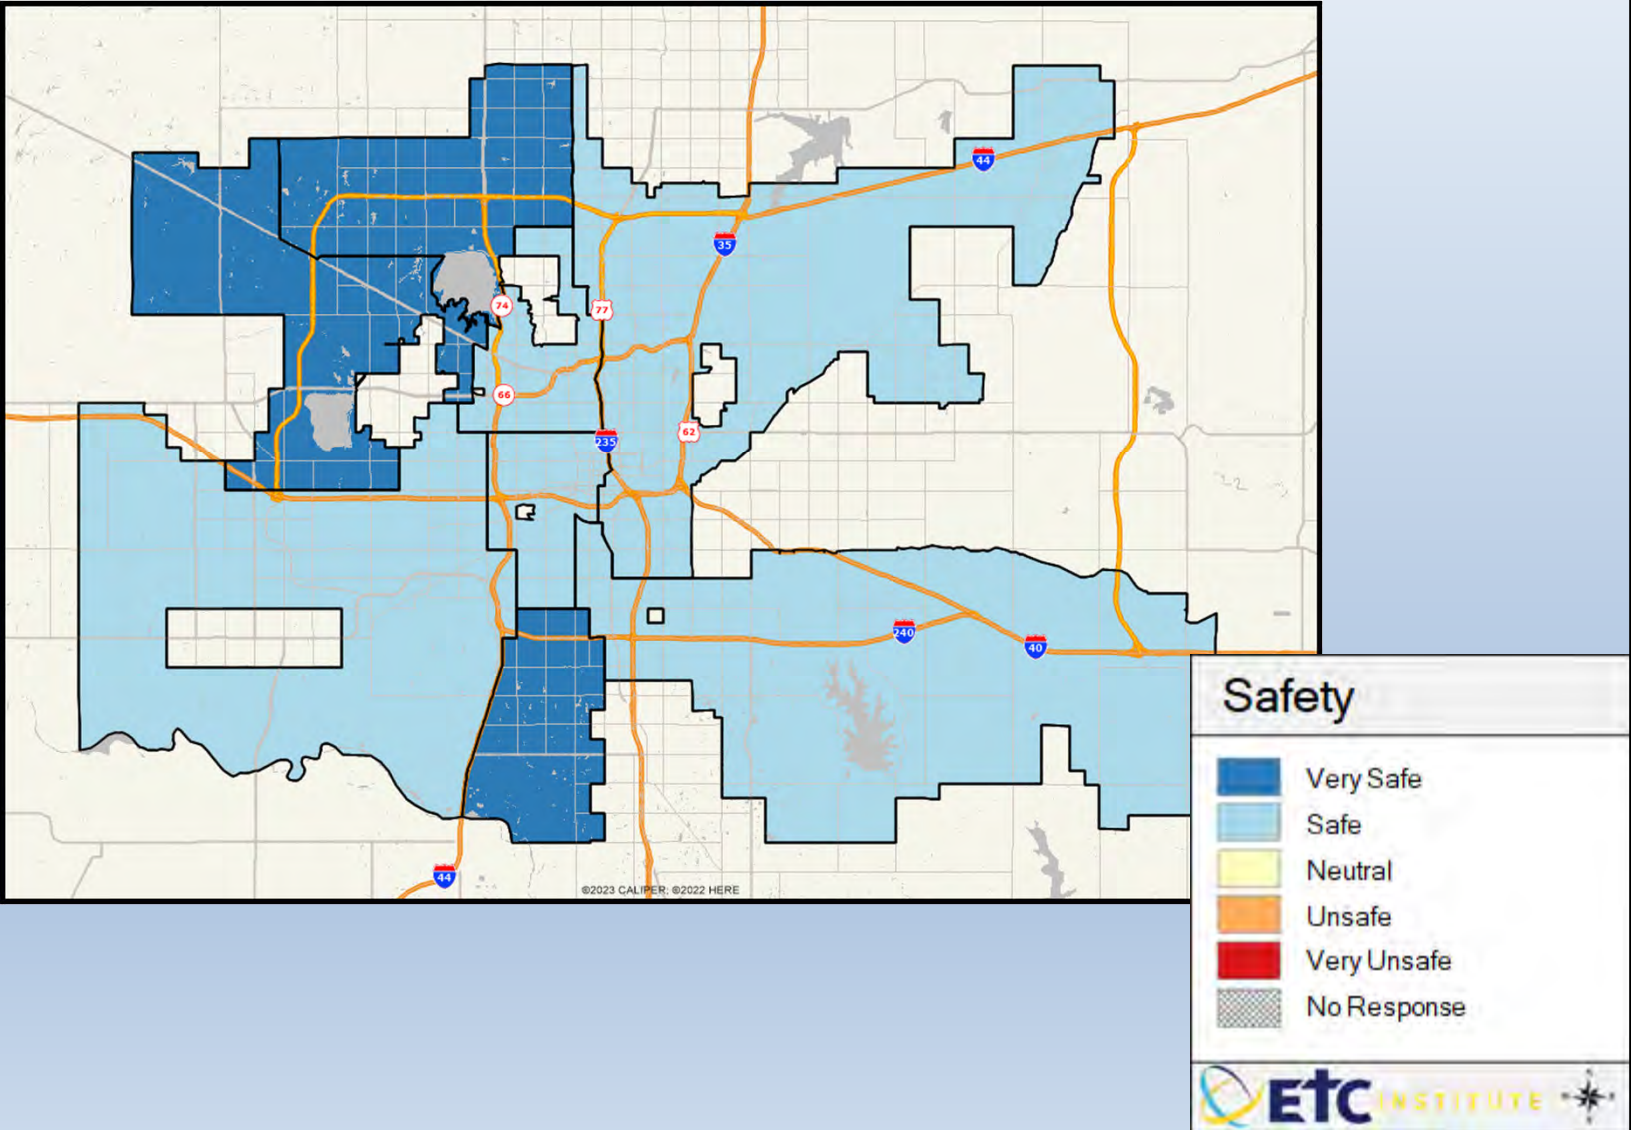 44
35
74
77
66
62
235
240
40
44
©2023 CALIPER; ©2022 HERE
Safety
Very Safe
Safe
Neutral
Unsafe
Very Unsafe
No Response
ETC INSTITUTE